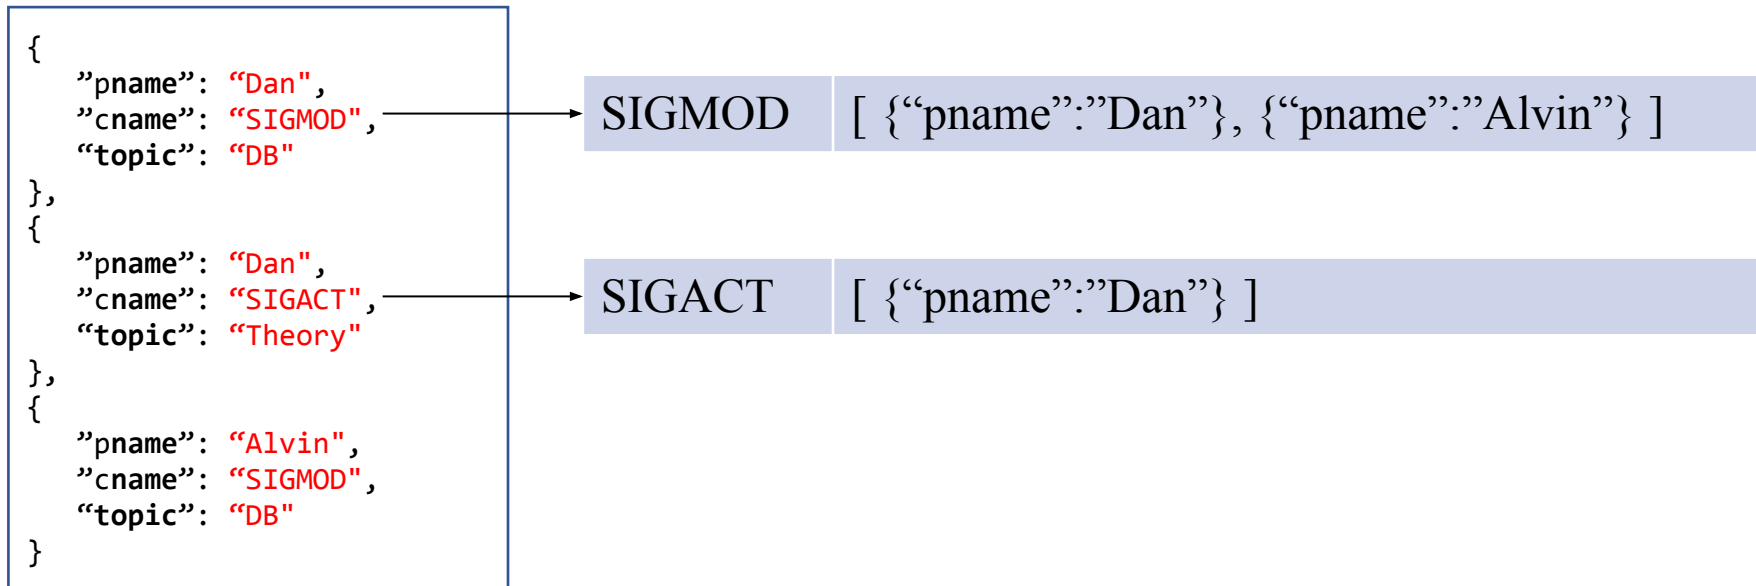 {
”pname”: “Dan",
”cname”: “SIGMOD",
“topic”: “DB"
},
{
”pname”: “Dan",
”cname”: “SIGACT",
“topic”: “Theory"
},
{
”pname”: “Alvin",
”cname”: “SIGMOD",
“topic”: “DB"
}
SIGMOD [ {“pname”:”Dan”}, {“pname”:”Alvin”} ]
SIGACT [ {“pname”:”Dan”} ]